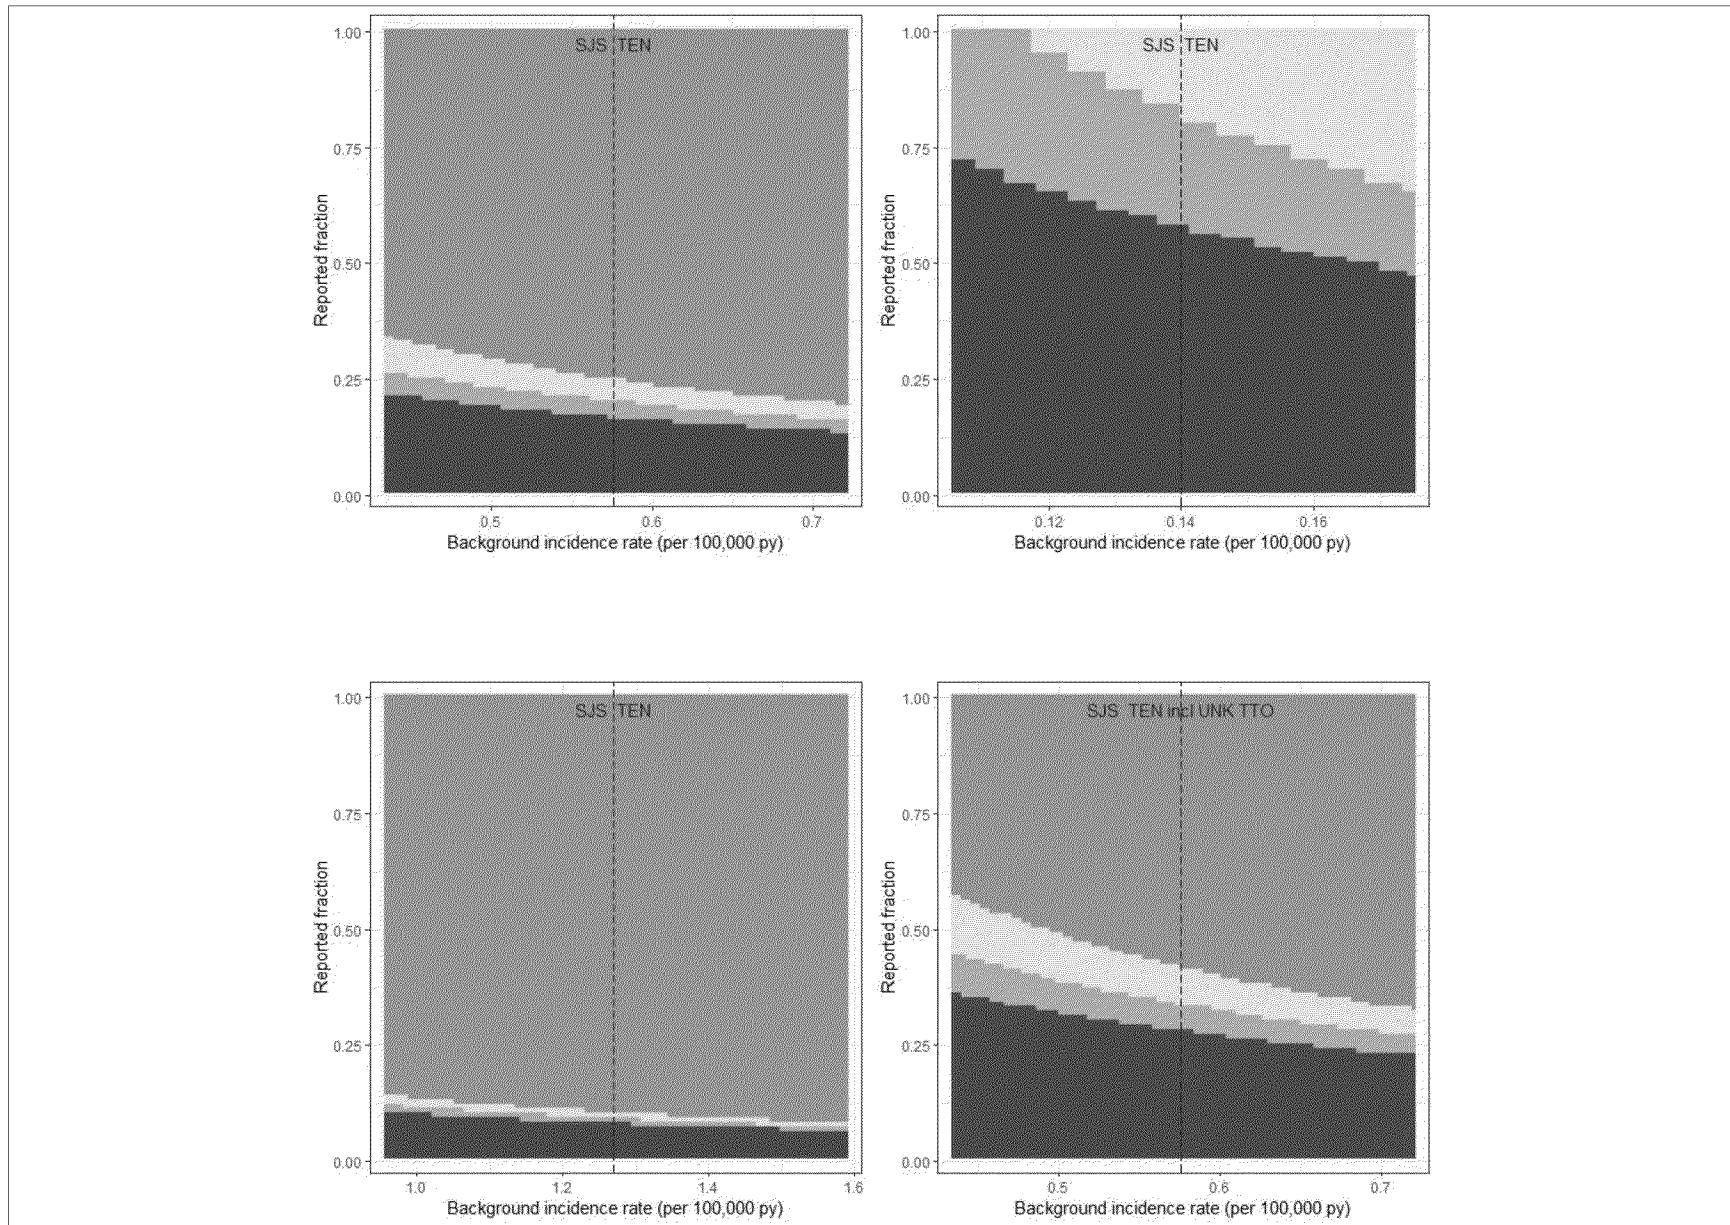 SJS TEN
1.00
0.75
0.50
0.25
0.00
Reported fraction
0.5
0.6
0.7
Background incidence rate (per 100,000 py)
SJS TEN
1.00
0.75
0.50
0.25
0.00
Reported fraction
0.12
0.14
0.16
Background incidence rate (per 100,000 py)
SJS TEN
1.00
0.75
0.50
0.25
0.00
Reported fraction
1.0
1.2
1.4
1.6
Background incidence rate (per 100,000 py)
SJS TEN incl UNK TTO
1.00
0.75
0.50
0.25
0.00
Reported fraction
0.5
0.6
0.7
Background incidence rate (per 100,000 py)